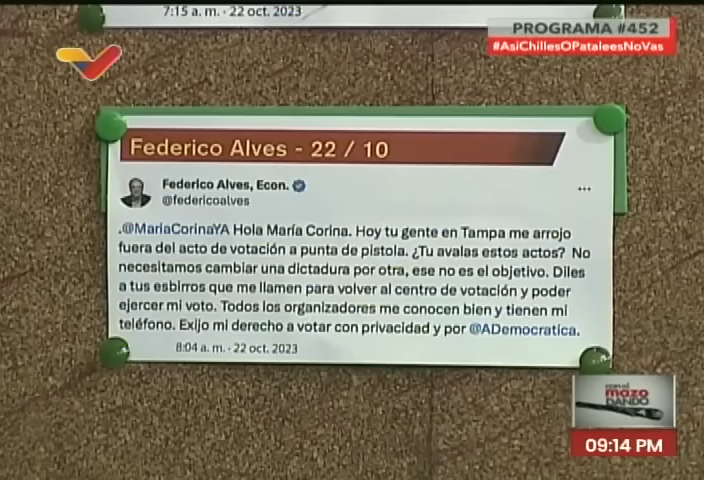 7:15 a. m. · 22 oct. 2023
PROGRAMA #452
#AsiChillesOPataleesNoVas
Federico Alves - 22 / 10
Federico Alves, Econ.
@federicoalves
.@MariaCorinaYA Hola María Corina. Hoy tu gente en Tampa me arrojo
fuera del acto de votación a punta de pistola. ¿Tu avalas estos actos? No
necesitamos cambiar una dictadura por otra, ese no es el objetivo. Diles
a tus esbirros que me llamen para volver al centro de votación y poder
ejercer mi voto. Todos los organizadores me conocen bien y tienen mi
teléfono. Exijo mi derecho a votar con privacidad y por @ADemocratica.
8:04 a. m. · 22 oct. 2023
con el
mazo
DANDO
09:14 PM